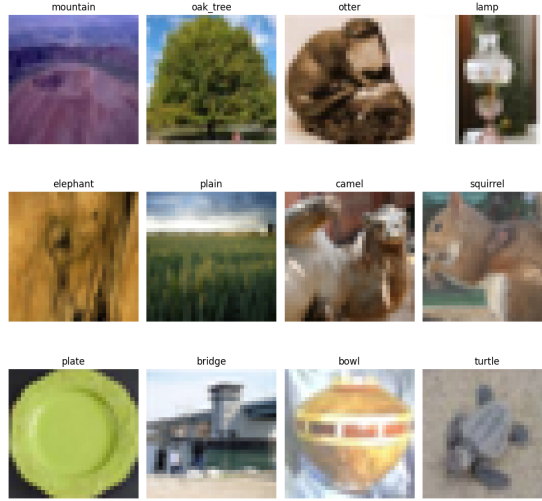 mountain oak_tree otter lamp
elephant plain camel squirrel
plate bridge bowl turtle